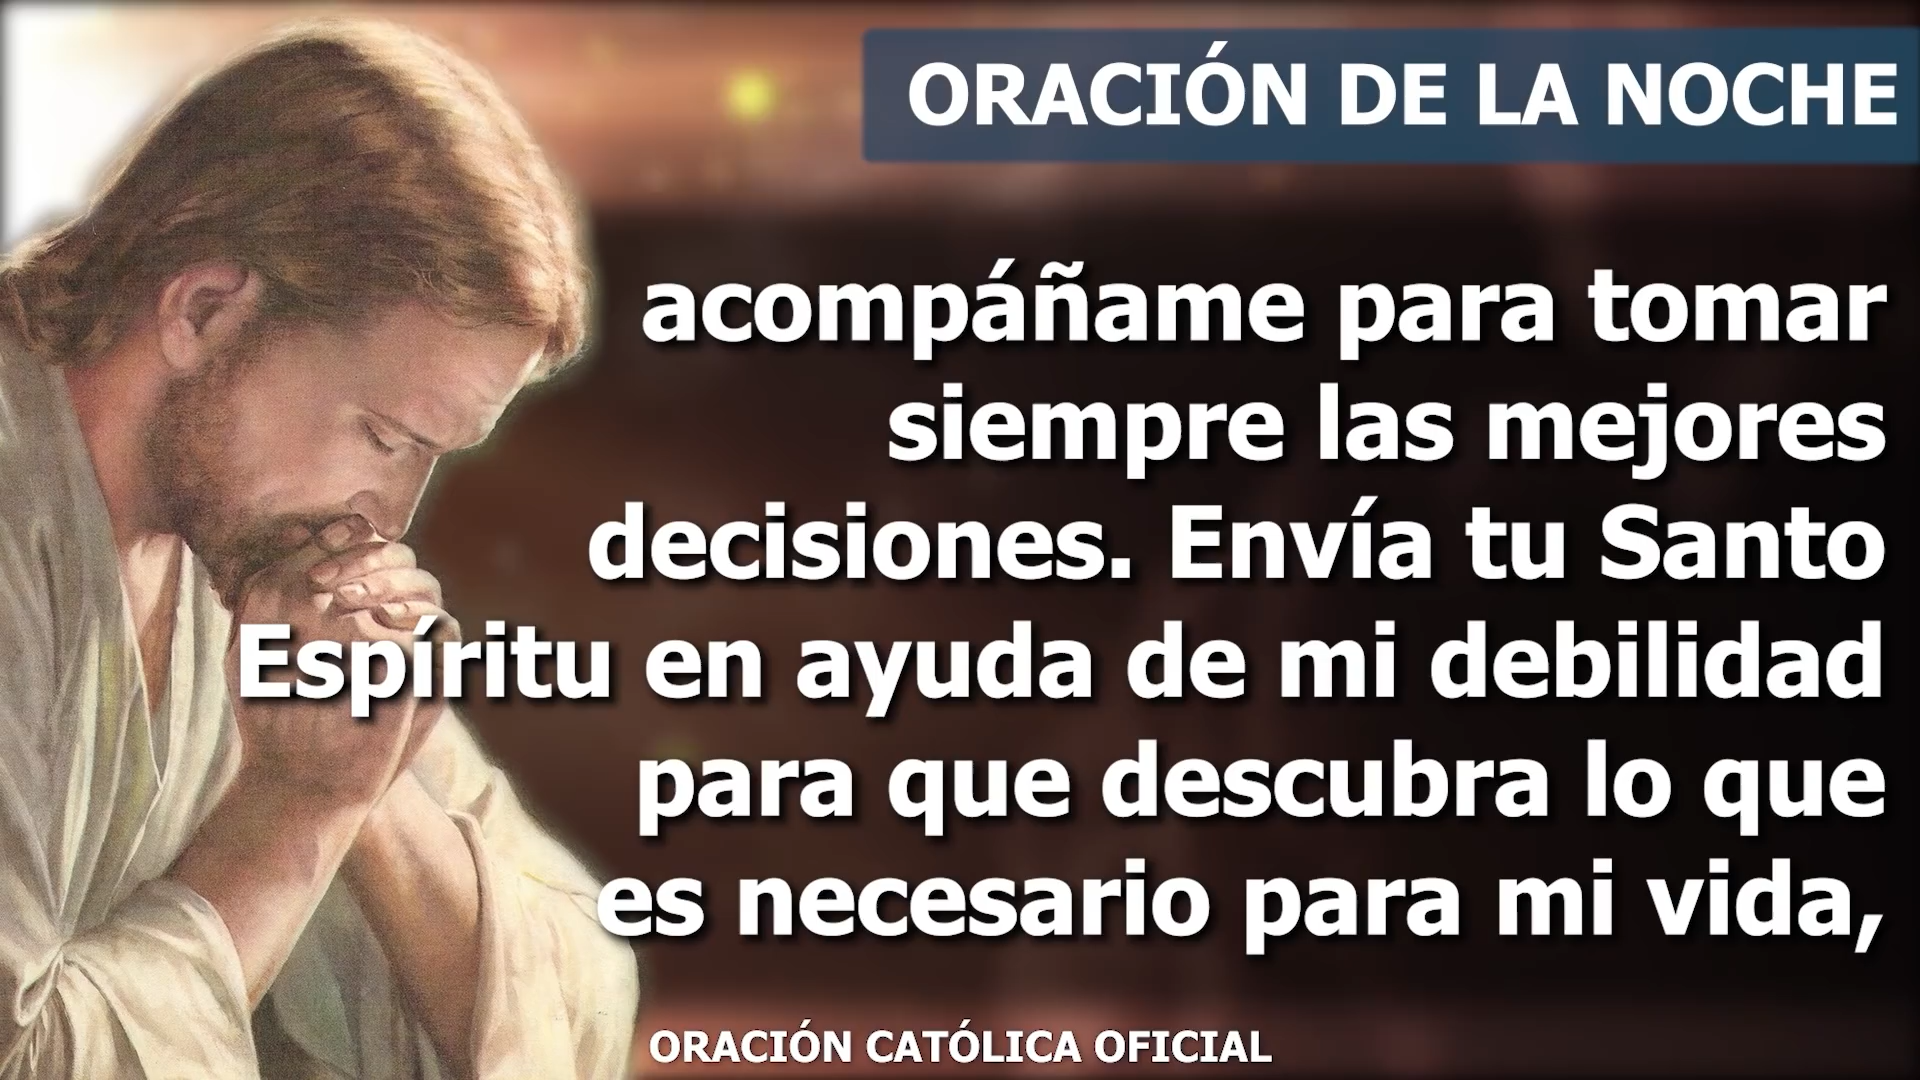 ORACIÓN DE LA NOCHE
acompáñame para tomar
siempre las mejores
decisiones. Envía tu Santo
Espíritu en ayuda de mi debilidad
para que descubra lo que
es necesario para mi vida,
ORACIÓN CATÓLICA OFICIAL